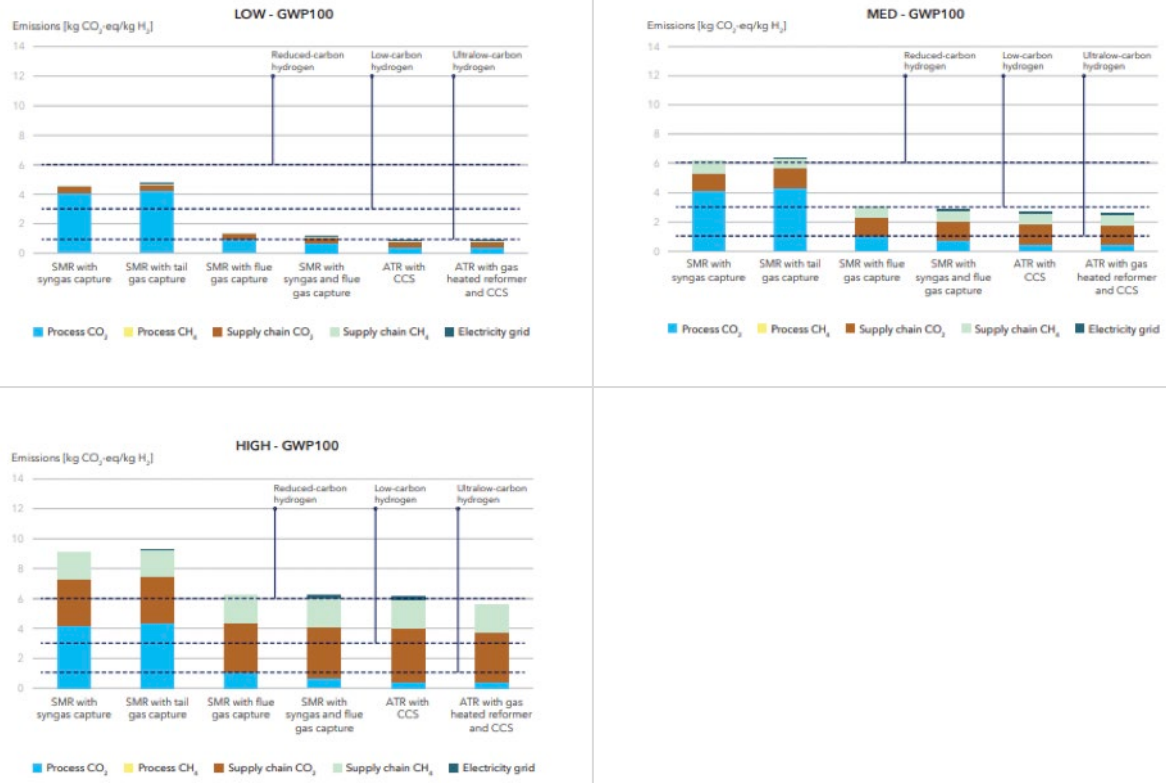 LOW - GWP100
Emissions [kg CO₂-eq/kg H₂]
14
12
10
8
6
4
2
0
Reduced-carbon hydrogen
Low-carbon hydrogen
Ultralow-carbon hydrogen
SMR with syngas capture
SMR with tail gas capture
SMR with flue gas capture
SMR with syngas and flue gas capture
ATR with CCS
ATR with gas heated reformer and CCS
Process CO₂ Process CH₄ Supply chain CO₂ Supply chain CH₄ Electricity grid
MED - GWP100
Emissions [kg CO₂-eq/kg H₂]
14
12
10
8
6
4
2
0
Reduced-carbon hydrogen
Low-carbon hydrogen
Ultralow-carbon hydrogen
SMR with syngas capture
SMR with tail gas capture
SMR with flue gas capture
SMR with syngas and flue gas capture
ATR with CCS
ATR with gas heated reformer and CCS
Process CO₂ Process CH₄ Supply chain CO₂ Supply chain CH₄ Electricity grid
HIGH - GWP100
Emissions [kg CO₂-eq/kg H₂]
14
12
10
8
6
4
2
0
Reduced-carbon hydrogen
Low-carbon hydrogen
Ultralow-carbon hydrogen
SMR with syngas capture
SMR with tail gas capture
SMR with flue gas capture
SMR with syngas and flue gas capture
ATR with CCS
ATR with gas heated reformer and CCS
Process CO₂ Process CH₄ Supply chain CO₂ Supply chain CH₄ Electricity grid